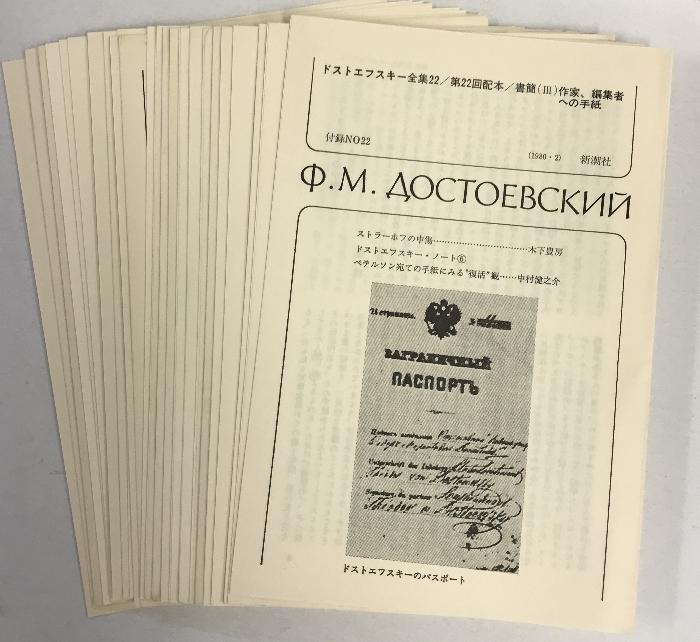 ドストエフスキー全集22／第22回配本／書簡(III)作家、編集者
への手紙
付録NO22
(1980・2) 新潮社
Ф.М. ДОСТОЕВСКИЙ
ストラーホフの中傷……………………………木下豊房
ドストエフスキー・ノート⑥
ペテルソン宛ての手紙にみる“復活”観……中村健之介
ЗАГРАНИЧНЫЙ
ПАСПОРТЪ
ドストエフスキーのパスポート